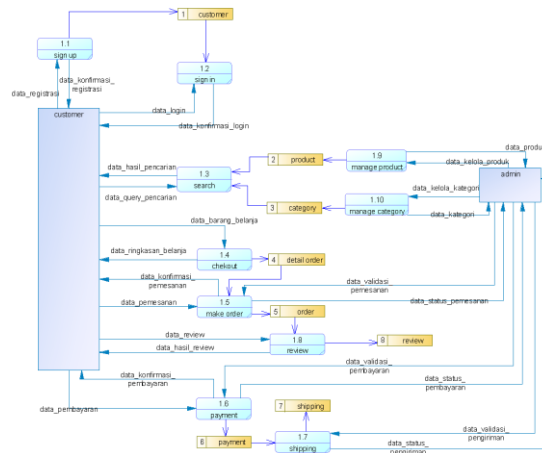 1 customer
1.1
sign up
1.2
sign in
data_registrasi
data_konfirmasi_
registrasi
customer
data_login
data_konfirmasi_login
data_hasil_pencarian
1.3
search
data_query_pencarian
2 product
1.9
manage product
data_produk
data_kelola_produk
admin
3 category
1.10
manage category
data_kelola_kategori
data_kategori
data_barang_belanja
data_ringkasan_belanja
1.4
chekout
4 detail order
data_konfirmasi_
pemesanan
data_validasi_
pemesanan
data_pemesanan
1.5
make order
data_status_pemesanan
5 order
data_review
data_hasil_review
1.8
review
8 review
data_konfirmasi_
pembayaran
data_validasi_
pembayaran
data_status_
pembayaran
data_pembayaran
1.6
payment
7 shipping
6 payment
1.7
shipping
data_validasi_
pengiriman
data_status_
pengiriman